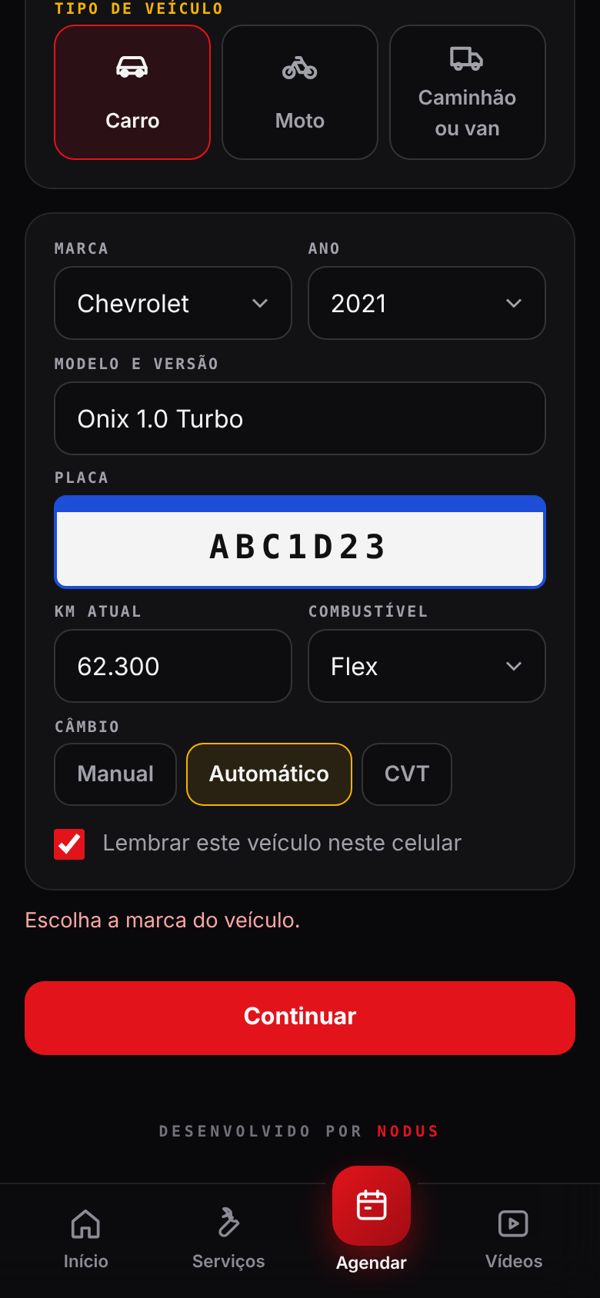 TIPO DE VEÍCULO
Carro
Moto
Caminhão
ou van
MARCA
ANO
Chevrolet
2021
MODELO E VERSÃO
Onix 1.0 Turbo
PLACA
ABC1D23
KM ATUAL
COMBUSTÍVEL
62.300
Flex
CÂMBIO
Manual
Automático
CVT
Lembrar este veículo neste celular
Escolha a marca do veículo.
Continuar
DESENVOLVIDO POR NODUS
Início
Serviços
Agendar
Vídeos